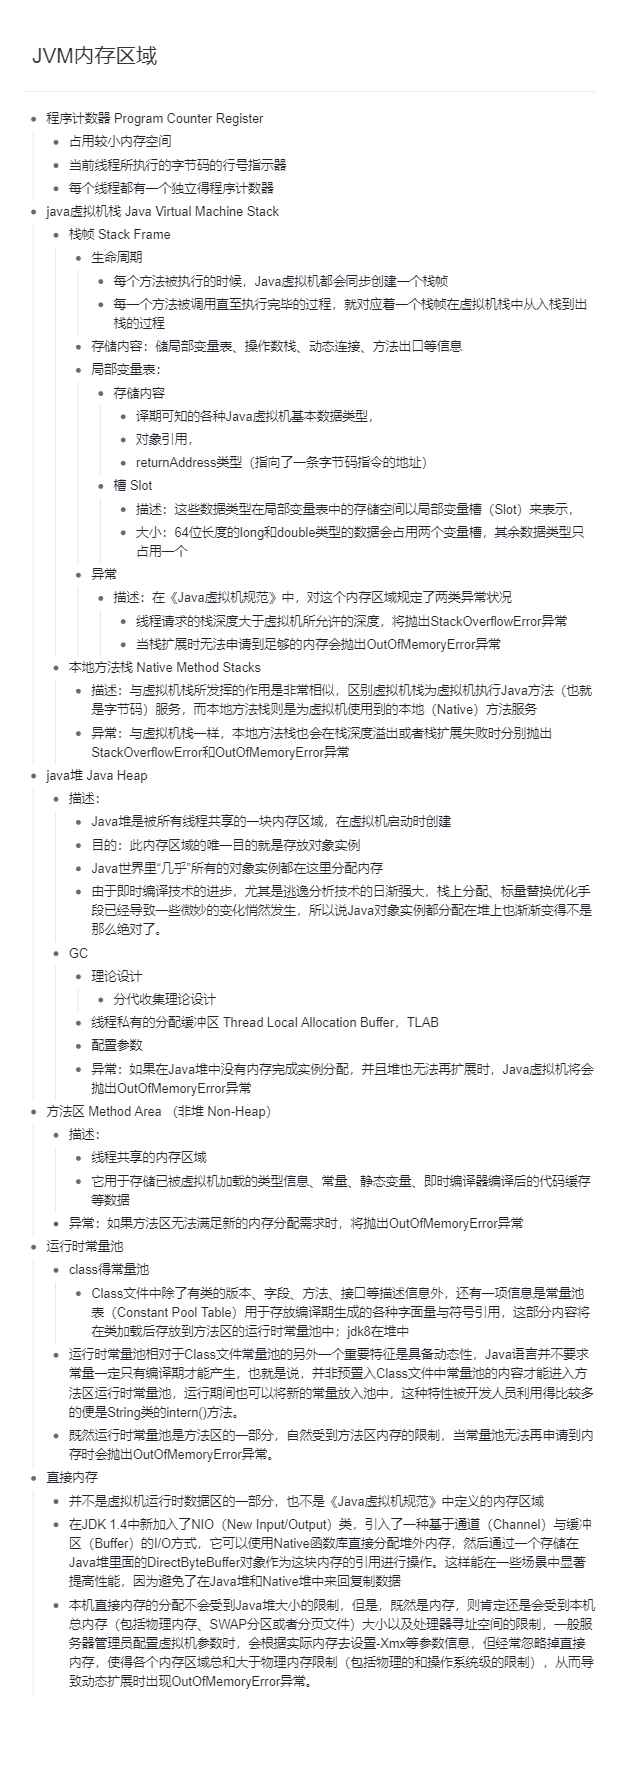 JVM内存区域
程序计数器 Program Counter Register
占用较小内存空间
当前线程所执行的字节码的行号指示器
每个线程都有一个独立得程序计数器
java虚拟机栈 Java Virtual Machine Stack
栈帧 Stack Frame
生命周期
每个方法被执行的时候，Java虚拟机都会同步创建一个栈帧
每一个方法被调用直至执行完毕的过程，就对应着一个栈帧在虚拟机栈中从入栈到出
栈的过程
存储内容：储局部变量表、操作数栈、动态连接、方法出口等信息
局部变量表：
存储内容
译期可知的各种Java虚拟机基本数据类型，
对象引用，
returnAddress类型（指向了一条字节码指令的地址）
槽 Slot
描述：这些数据类型在局部变量表中的存储空间以局部变量槽（Slot）来表示，
大小：64位长度的long和double类型的数据会占用两个变量槽，其余数据类型只
占用一个
异常
描述：在《Java虚拟机规范》中，对这个内存区域规定了两类异常状况
线程请求的栈深度大于虚拟机所允许的深度，将抛出StackOverflowError异常
当栈扩展时无法申请到足够的内存会抛出OutOfMemoryError异常
本地方法栈 Native Method Stacks
描述：与虚拟机栈所发挥的作用是非常相似，区别虚拟机栈为虚拟机执行Java方法（也就
是字节码）服务，而本地方法栈则是为虚拟机使用到的本地（Native）方法服务
异常：与虚拟机栈一样，本地方法栈也会在栈深度溢出或者栈扩展失败时分别抛出
StackOverflowError和OutOfMemoryError异常
java堆 Java Heap
描述：
Java堆是被所有线程共享的一块内存区域，在虚拟机启动时创建
目的：此内存区域的唯一目的就是存放对象实例
Java世界里“几乎”所有的对象实例都在这里分配内存
由于即时编译技术的进步，尤其是逃逸分析技术的日渐强大，栈上分配、标量替换优化手
段已经导致一些微妙的变化悄然发生，所以说Java对象实例都分配在堆上也渐渐变得不是
那么绝对了。
GC
理论设计
分代收集理论设计
线程私有的分配缓冲区 Thread Local Allocation Buffer，TLAB
配置参数
异常：如果在Java堆中没有内存完成实例分配，并且堆也无法再扩展时，Java虚拟机将会
抛出OutOfMemoryError异常
方法区 Method Area （非堆 Non-Heap）
描述：
线程共享的内存区域
它用于存储已被虚拟机加载的类型信息、常量、静态变量、即时编译器编译后的代码缓存
等数据
异常：如果方法区无法满足新的内存分配需求时，将抛出OutOfMemoryError异常
运行时常量池
class得常量池
Class文件中除了有类的版本、字段、方法、接口等描述信息外，还有一项信息是常量池
表（Constant Pool Table）用于存放编译期生成的各种字面量与符号引用，这部分内容将
在类加载后存放到方法区的运行时常量池中；jdk8在堆中
运行时常量池相对于Class文件常量池的另外一个重要特征是具备动态性，Java语言并不要求
常量一定只有编译期才能产生，也就是说，并非预置入Class文件中常量池的内容才能进入方
法区运行时常量池，运行期间也可以将新的常量放入池中，这种特性被开发人员利用得比较多
的便是String类的intern()方法。
既然运行时常量池是方法区的一部分，自然受到方法区内存的限制，当常量池无法再申请到内
存时会抛出OutOfMemoryError异常。
直接内存
并不是虚拟机运行时数据区的一部分，也不是《Java虚拟机规范》中定义的内存区域
在JDK 1.4中新加入了NIO（New Input/Output）类，引入了一种基于通道（Channel）与缓冲
区（Buffer）的I/O方式，它可以使用Native函数库直接分配堆外内存，然后通过一个存储在
Java堆里面的DirectByteBuffer对象作为这块内存的引用进行操作。这样能在一些场景中显著
提高性能，因为避免了在Java堆和Native堆中来回复制数据
本机直接内存的分配不会受到Java堆大小的限制，但是，既然是内存，则肯定还是会受到本机
总内存（包括物理内存、SWAP分区或者分页文件）大小以及处理器寻址空间的限制，一般服
务器管理员配置虚拟机参数时，会根据实际内存去设置-Xmx等参数信息，但经常忽略掉直接
内存，使得各个内存区域总和大于物理内存限制（包括物理的和操作系统级的限制），从而导
致动态扩展时出现OutOfMemoryError异常。